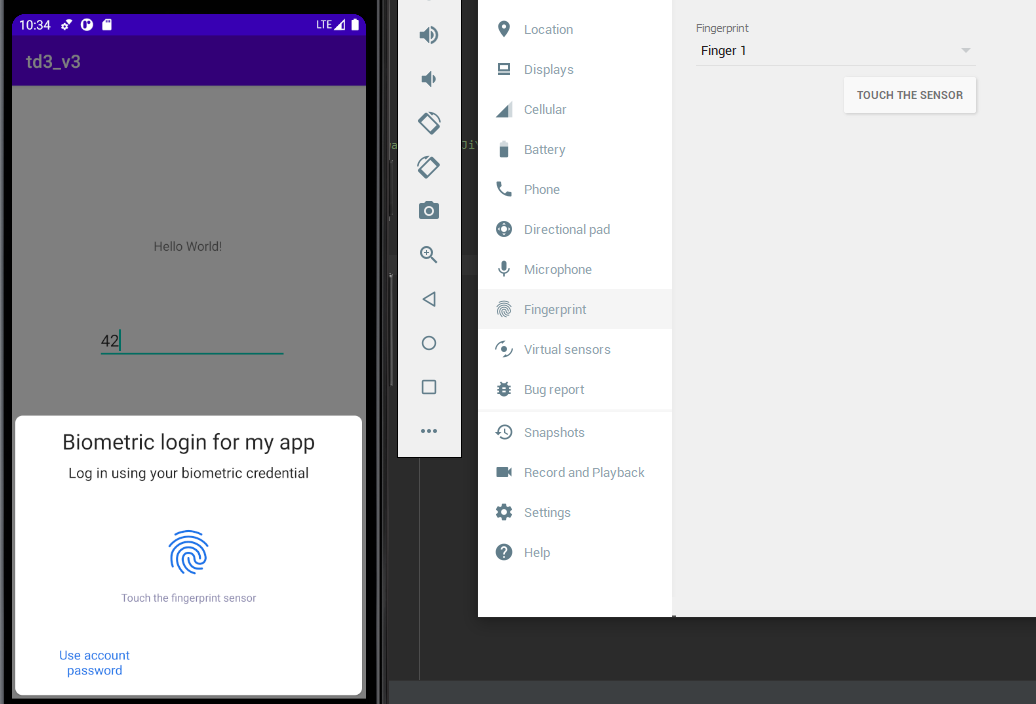 10:34
LTE
td3_v3
Hello World!
42
Biometric login for my app
Log in using your biometric credential
Touch the fingerprint sensor
Use account
password
Location
Displays
Cellular
Battery
Phone
Directional pad
Microphone
Fingerprint
Virtual sensors
Bug report
Snapshots
Record and Playback
Settings
Help
Fingerprint
Finger 1
TOUCH THE SENSOR